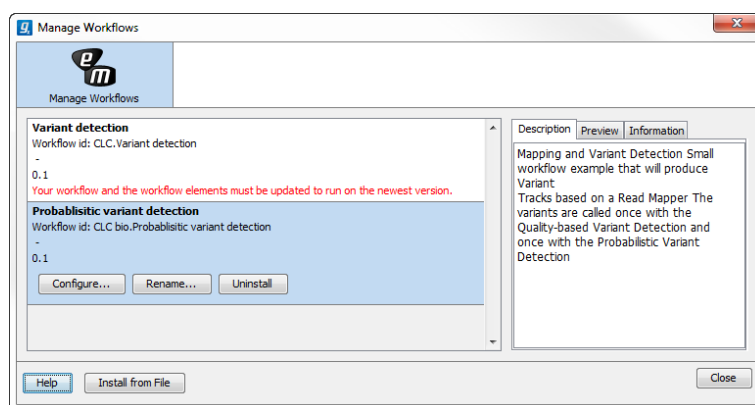 Manage Workflows
em
Manage Workflows
Variant detection
Workflow id: CLC.Variant detection
-
0.1
Your workflow and the workflow elements must be updated to run on the newest version.
Probablisitic variant detection
Workflow id: CLC bio.Probablisitic variant detection
-
0.1
Configure... Rename... Uninstall
Description Preview Information
Mapping and Variant Detection Small
workflow example that will produce
Variant
Tracks based on a Read Mapper The
variants are called once with the
Quality-based Variant Detection and
once with the Probabilistic Variant
Detection
Help Install from File Close